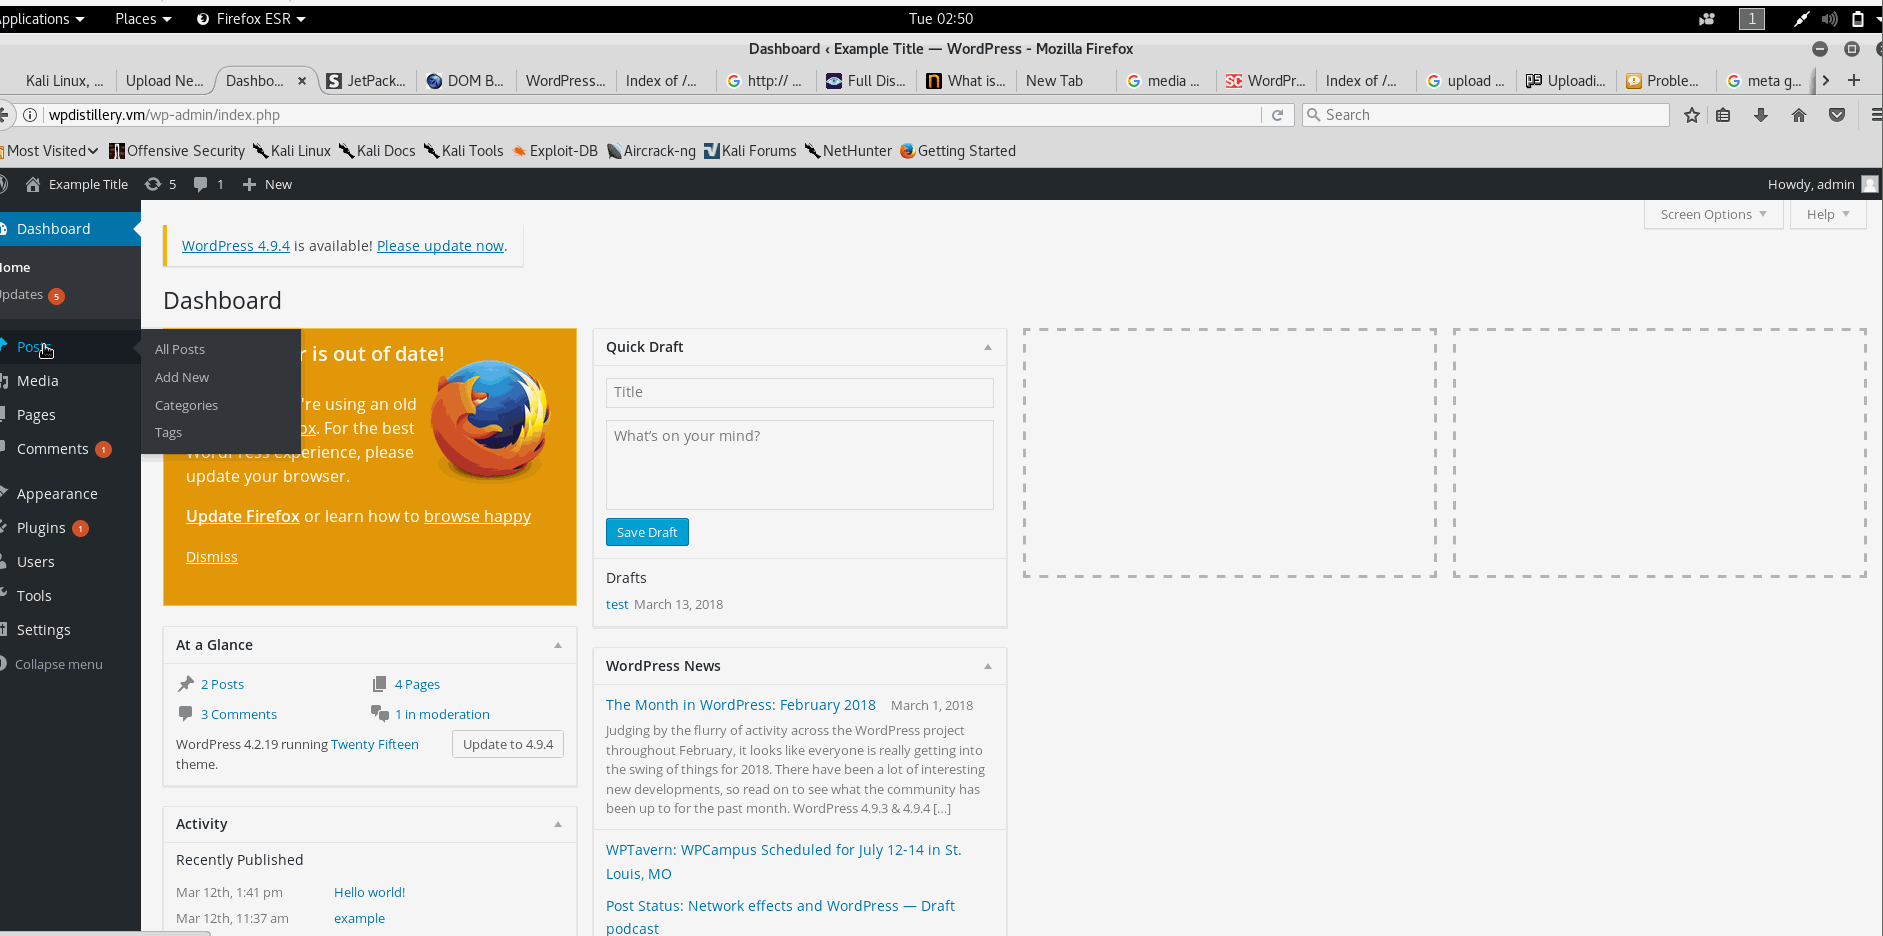 Applications Places Firefox ESR Tue 02:50 1
Dashboard ‹ Example Title — WordPress - Mozilla Firefox
Kali Linux, ... Upload Ne... Dashbo... JetPack... DOM B... WordPress... Index of /... http:// ... Full Dis... What is... New Tab media ... WordPr... Index of /... upload ... Uploadi... Proble... meta g...
wpdistillery.vm/wp-admin/index.php Search
Most Visited Offensive Security Kali Linux Kali Docs Kali Tools Exploit-DB Aircrack-ng Kali Forums NetHunter Getting Started
Example Title 5 1 New Howdy, admin
Screen Options Help
Dashboard
Home
Updates 5
Posts
Media
Pages
Comments 1
Appearance
Plugins 1
Users
Tools
Settings
Collapse menu
All Posts
Add New
Categories
Tags
WordPress 4.9.4 is available! Please update now.
Dashboard
r is out of date!
're using an old
ox. For the best
WordPress experience, please
update your browser.
Update Firefox or learn how to browse happy
Dismiss
At a Glance
2 Posts 4 Pages
3 Comments 1 in moderation
WordPress 4.2.19 running Twenty Fifteen
theme.
Update to 4.9.4
Activity
Recently Published
Mar 12th, 1:41 pm Hello world!
Mar 12th, 11:37 am example
Quick Draft
Title
What's on your mind?
Save Draft
Drafts
test March 13, 2018
WordPress News
The Month in WordPress: February 2018 March 1, 2018
Judging by the flurry of activity across the WordPress project
throughout February, it looks like everyone is really getting into
the swing of things for 2018. There have been a lot of interesting
new developments, so read on to see what the community has
been up to for the past month. WordPress 4.9.3 & 4.9.4 [...]
WPTavern: WPCampus Scheduled for July 12-14 in St.
Louis, MO
Post Status: Network effects and WordPress — Draft
podcast